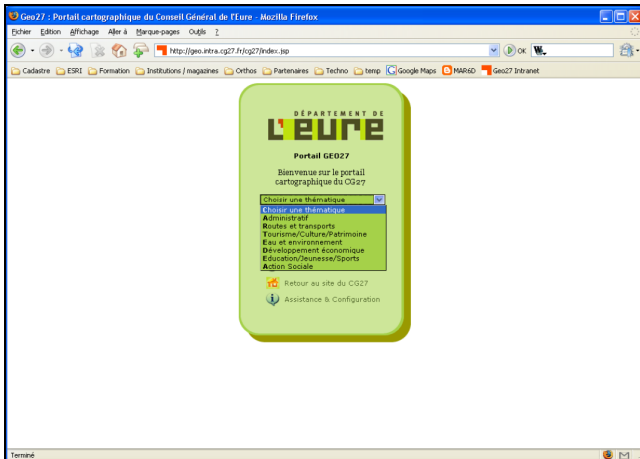 Geo27 : Portail cartographique du Conseil Général de l'Eure - Mozilla Firefox
Fichier Edition Affichage Aller à Marque-pages Outils ?
http://geo.intra.cg27.fr/cg27/index.jsp OK W.
Cadastre ESRI Formation Institutions / magazines Orthos Partenaires Techno temp Google Maps MAR6D Geo27 Intranet
DÉPARTEMENT DE
L'EURE
Portail GEO27
Bienvenue sur le portail
cartographique du CG27
Choisir une thématique
Choisir une thématique
Administratif
Routes et transports
Tourisme/Culture/Patrimoine
Eau et environnement
Développement économique
Education/Jeunesse/Sports
Action Sociale
Retour au site du CG27
Assistance & Configuration
Terminé